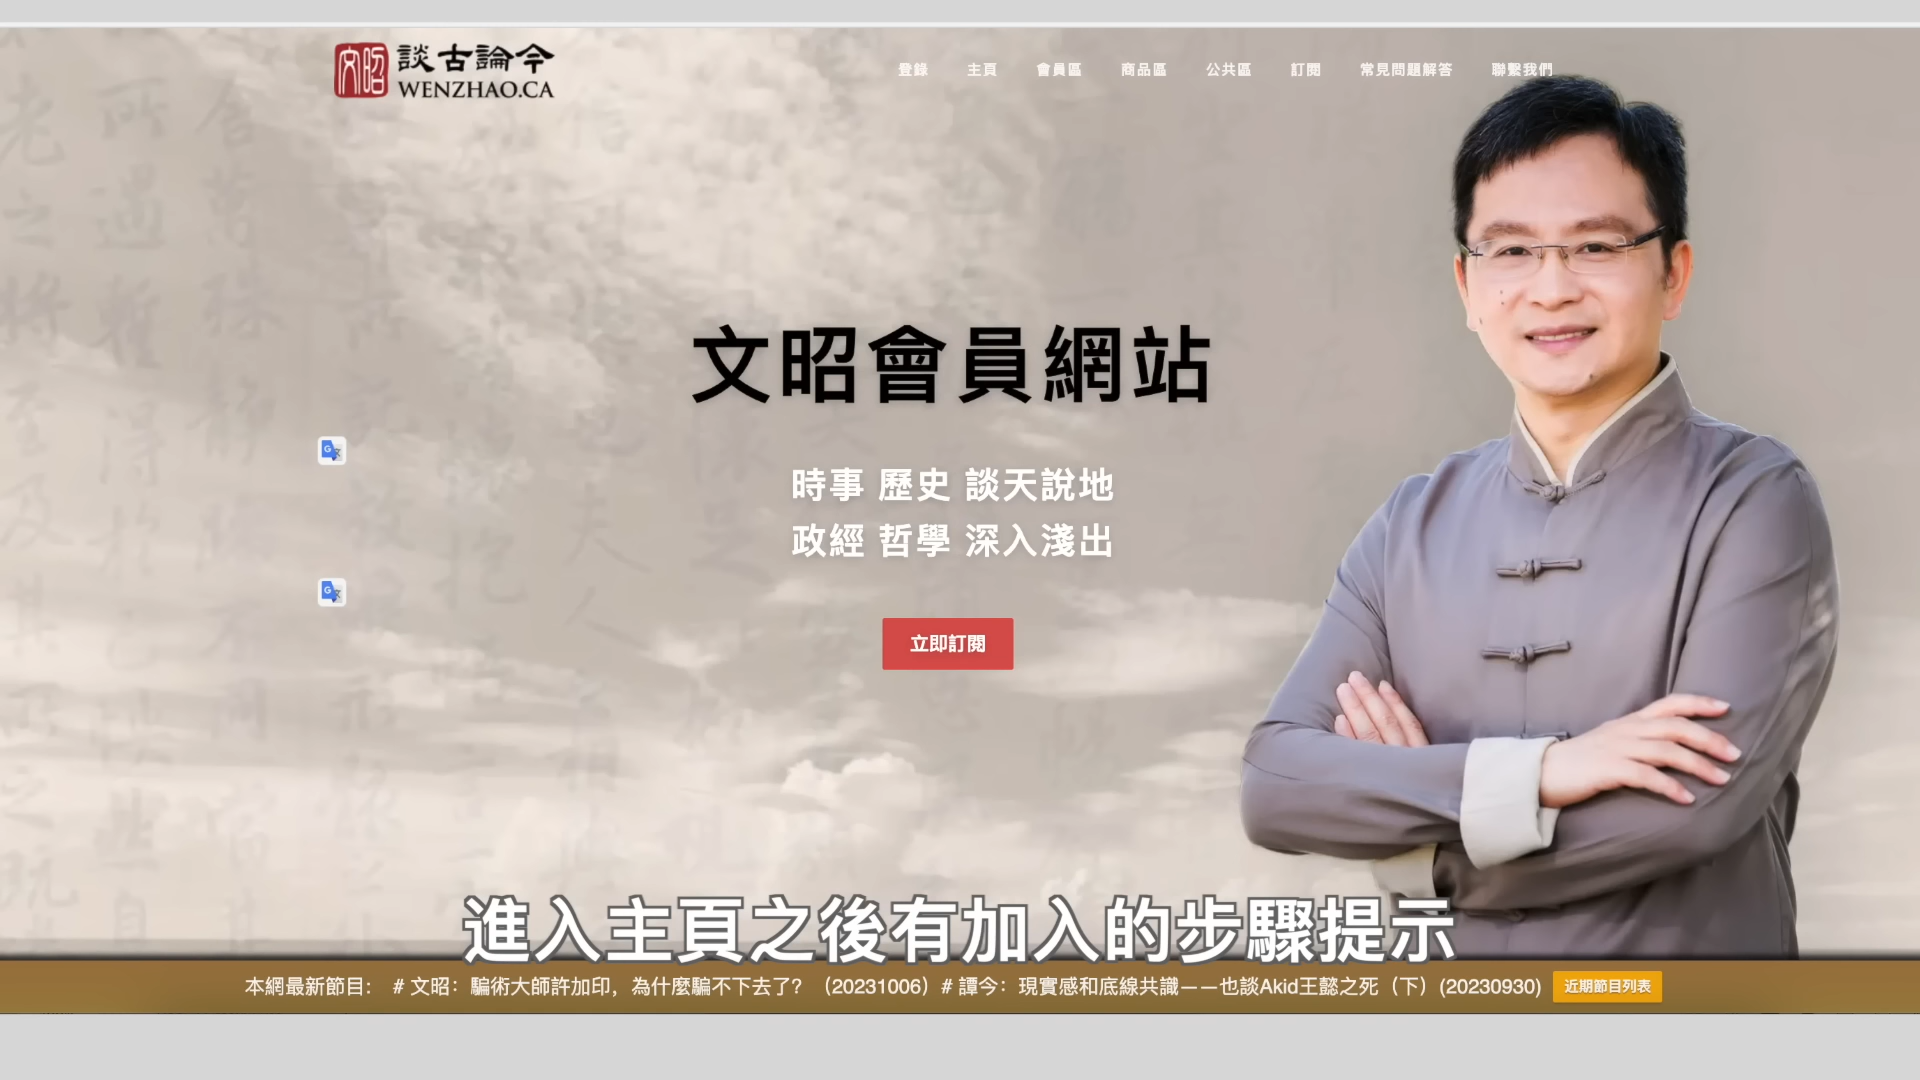 文昭 談古論今
WENZHAO.CA
登錄 主頁 會員區 商品區 公共區 訂閱 常見問題解答 聯繫我們
文昭會員網站
時事 歷史 談天說地
政經 哲學 深入淺出
立即訂閱
進入主頁之後有加入的步驟提示
本網最新節目: # 文昭：騙術大師許加印，為什麼騙不下去了？（20231006）# 譚今：現實感和底線共識——也談Akid王懿之死（下）(20230930) 近期節目列表